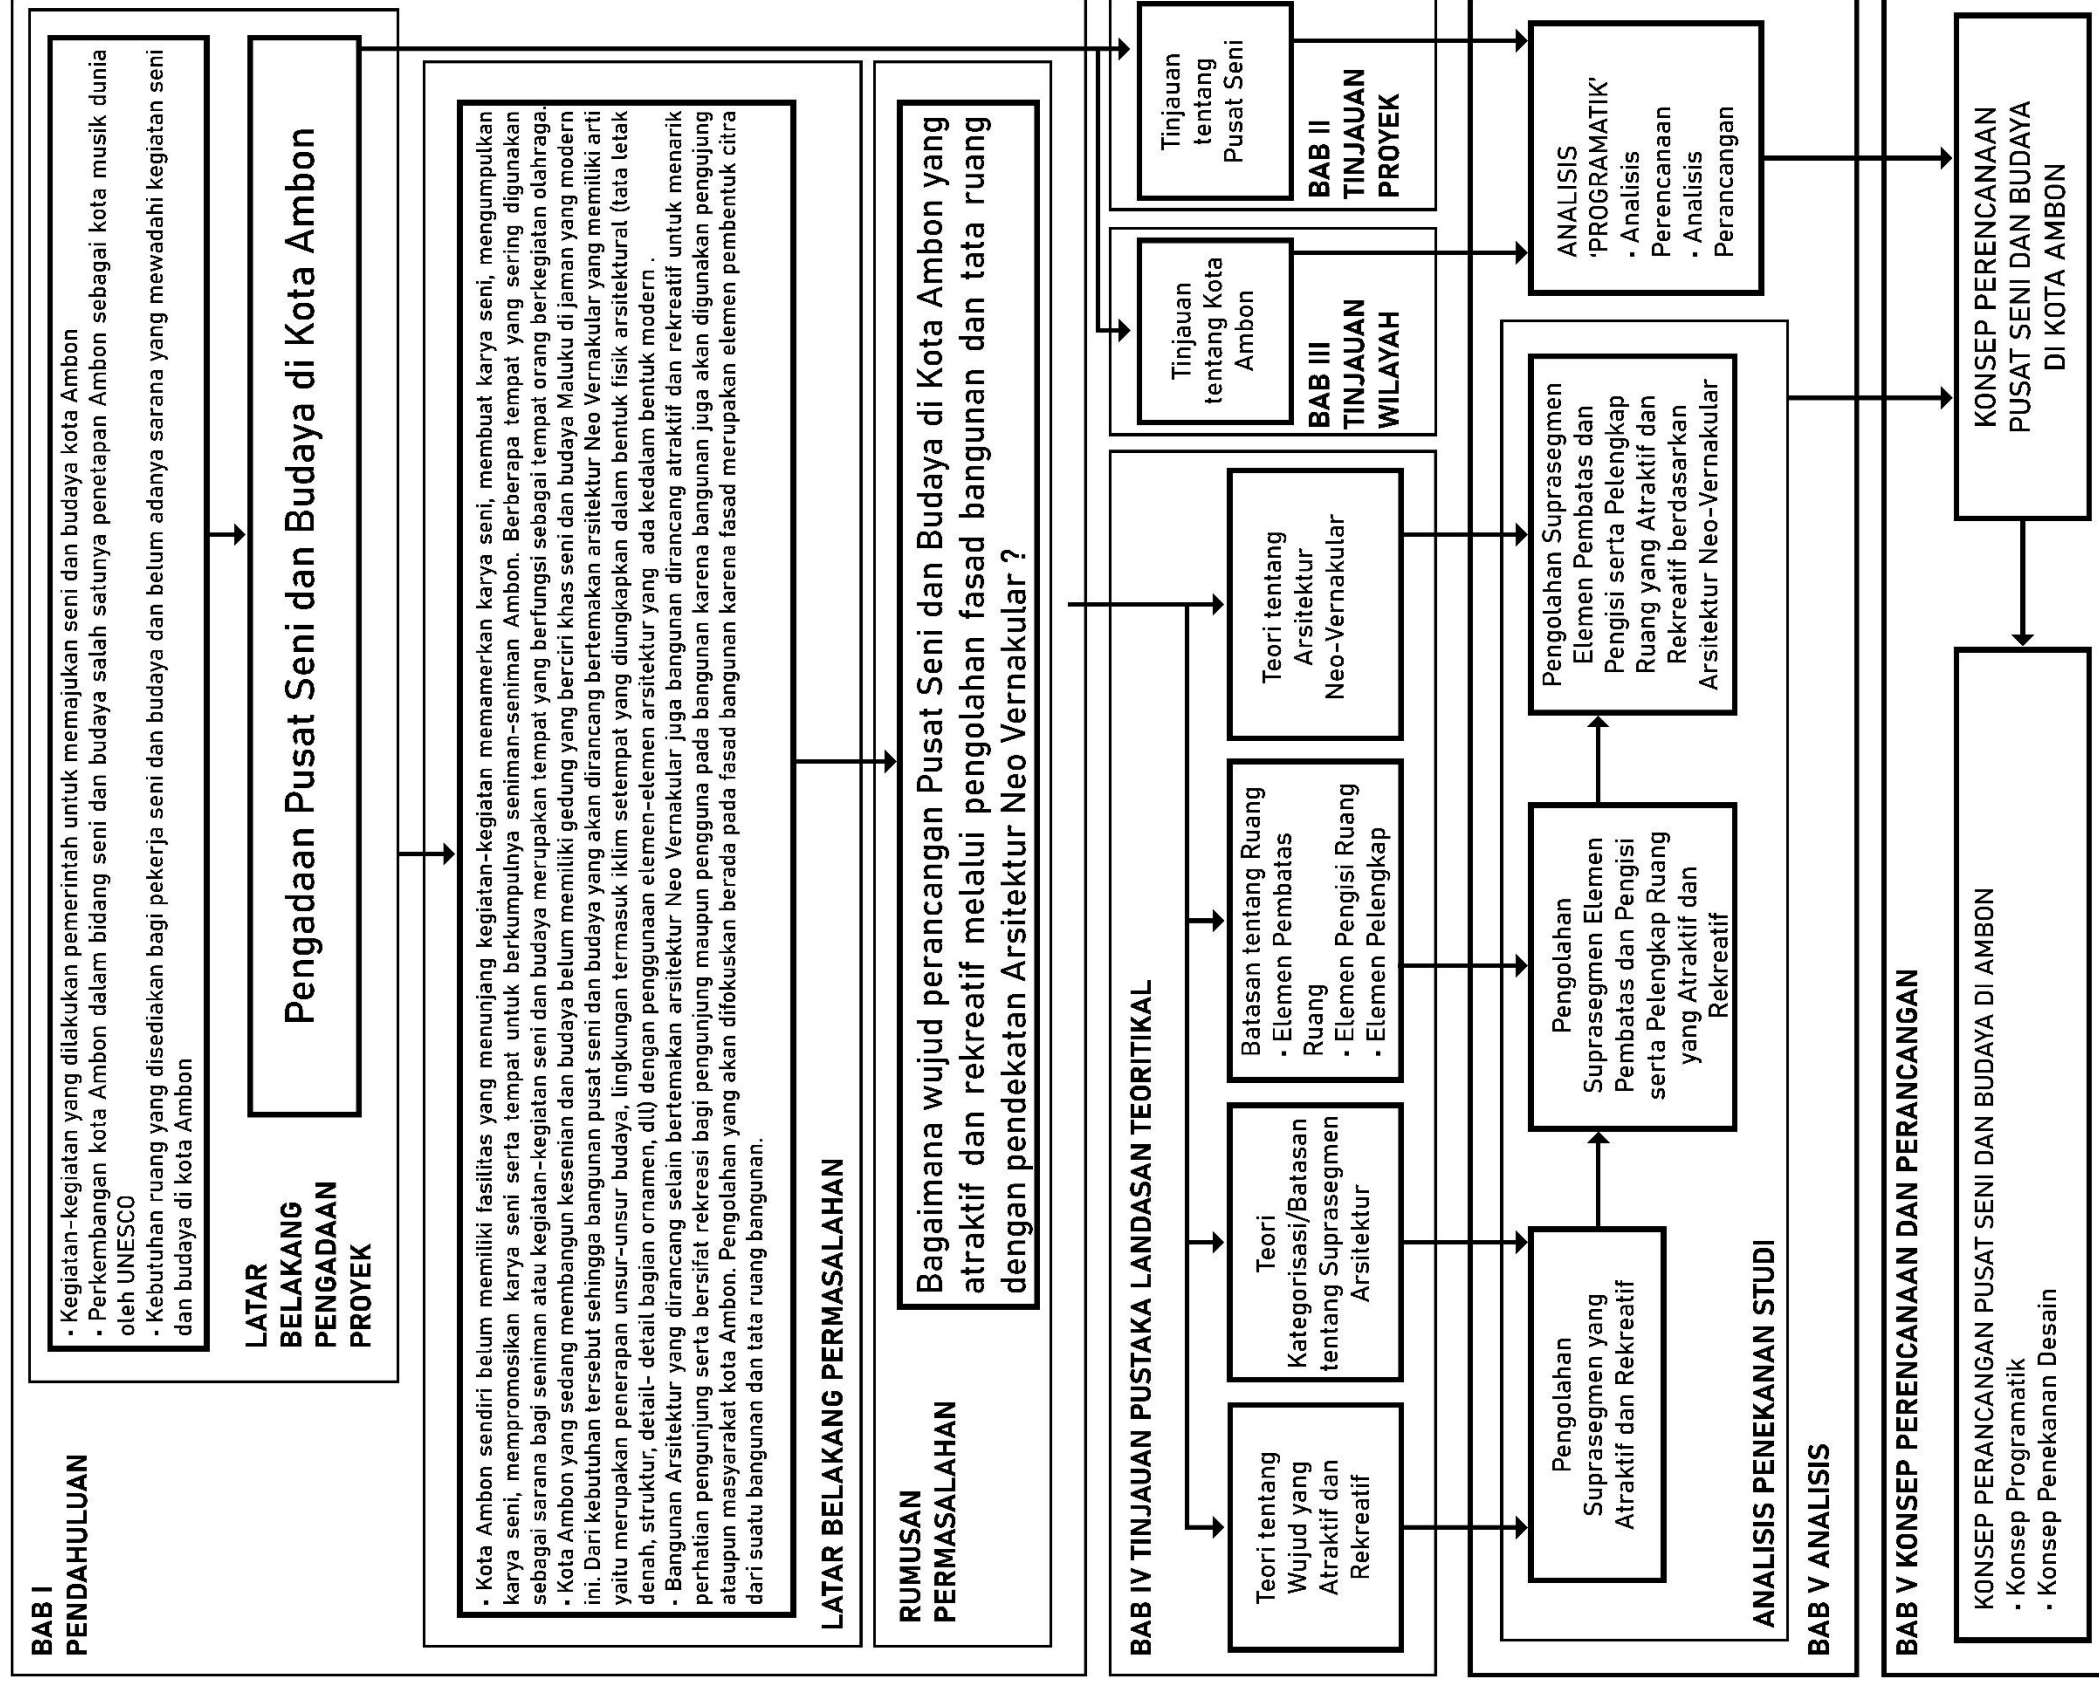 BAB I
PENDAHULUAN
• Kegiatan-kegiatan yang dilakukan pemerintah untuk memajukan seni dan budaya kota Ambon
• Perkembangan kota Ambon dalam bidang seni dan budaya salah satunya penetapan Ambon sebagai kota musik dunia
oleh UNESCO
• Kebutuhan ruang yang disediakan bagi pekerja seni dan budaya dan belum adanya sarana yang mewadahi kegiatan seni
dan budaya di kota Ambon
LATAR
BELAKANG
PENGADAAN
PROYEK
Pengadaan Pusat Seni dan Budaya di Kota Ambon
• Kota Ambon sendiri belum memiliki fasilitas yang menunjang kegiatan-kegiatan memamerkan karya seni, membuat karya seni, mengumpulkan
karya seni, mempromosikan karya seni serta tempat untuk berkumpulnya seniman-seniman Ambon. Berberapa tempat yang sering digunakan
sebagai sarana bagi seniman atau kegiatan-kegiatan seni dan budaya merupakan tempat yang berfungsi sebagai tempat orang berkegiatan olahraga.
• Kota Ambon yang sedang membangun kesenian dan budaya belum memiliki gedung yang berciri khas seni dan budaya Maluku di jaman yang modern
ini. Dari kebutuhan tersebut sehingga bangunan pusat seni dan budaya yang akan dirancang bertemakan arsitektur Neo Vernakular yang memiliki arti
yaitu merupakan penerapan unsur-unsur budaya, lingkungan termasuk iklim setempat yang diungkapkan dalam bentuk fisik arsitektural (tata letak
denah, struktur, detail- detail bagian ornamen, dll) dengan penggunaan elemen-elemen arsitektur yang ada kedalam bentuk modern .
• Bangunan Arsitektur yang dirancang selain bertemakan arsitektur Neo Vernakular juga bangunan dirancang atraktif dan rekreatif untuk menarik
perhatian pengunjung serta bersifat rekreasi bagi pengunjung maupun pengguna pada bangunan karena bangunan juga akan digunakan pengujung
ataupun masyarakat kota Ambon. Pengolahan yang akan difokuskan berada pada fasad bangunan karena fasad merupakan elemen pembentuk citra
dari suatu bangunan dan tata ruang bangunan.
LATAR BELAKANG PERMASALAHAN
RUMUSAN
PERMASALAHAN
Bagaimana wujud perancangan Pusat Seni dan Budaya di Kota Ambon yang
atraktif dan rekreatif melalui pengolahan fasad bangunan dan tata ruang
dengan pendekatan Arsitektur Neo Vernakular ?
BAB IV TINJAUAN PUSTAKA LANDASAN TEORITIKAL
Teori tentang
Wujud yang
Atraktif dan
Rekreatif
Teori
Kategorisasi/Batasan
tentang Suprasegmen
Arsitektur
Batasan tentang Ruang
• Elemen Pembatas
Ruang
• Elemen Pengisi Ruang
• Elemen Pelengkap
Teori tentang
Arsitektur
Neo-Vernakular
Tinjauan
tentang Kota
Ambon
BAB III
TINJAUAN
WILAYAH
Tinjauan
tentang
Pusat Seni
BAB II
TINJAUAN
PROYEK
Pengolahan
Suprasegmen yang
Atraktif dan Rekreatif
Pengolahan
Suprasegmen Elemen
Pembatas dan Pengisi
serta Pelengkap Ruang
yang Atraktif dan
Rekreatif
Pengolahan Suprasegmen
Elemen Pembatas dan
Pengisi serta Pelengkap
Ruang yang Atraktif dan
Rekreatif berdasarkan
Arsitektur Neo-Vernakular
ANALISIS
‘PROGRAMATIK’
• Analisis
Perencanaan
• Analisis
Perancangan
ANALISIS PENEKANAN STUDI
BAB V ANALISIS
BAB V KONSEP PERENCANAAN DAN PERANCANGAN
KONSEP PERANCANGAN PUSAT SENI DAN BUDAYA DI AMBON
• Konsep Programatik
• Konsep Penekanan Desain
KONSEP PERENCANAAN
PUSAT SENI DAN BUDAYA
DI KOTA AMBON